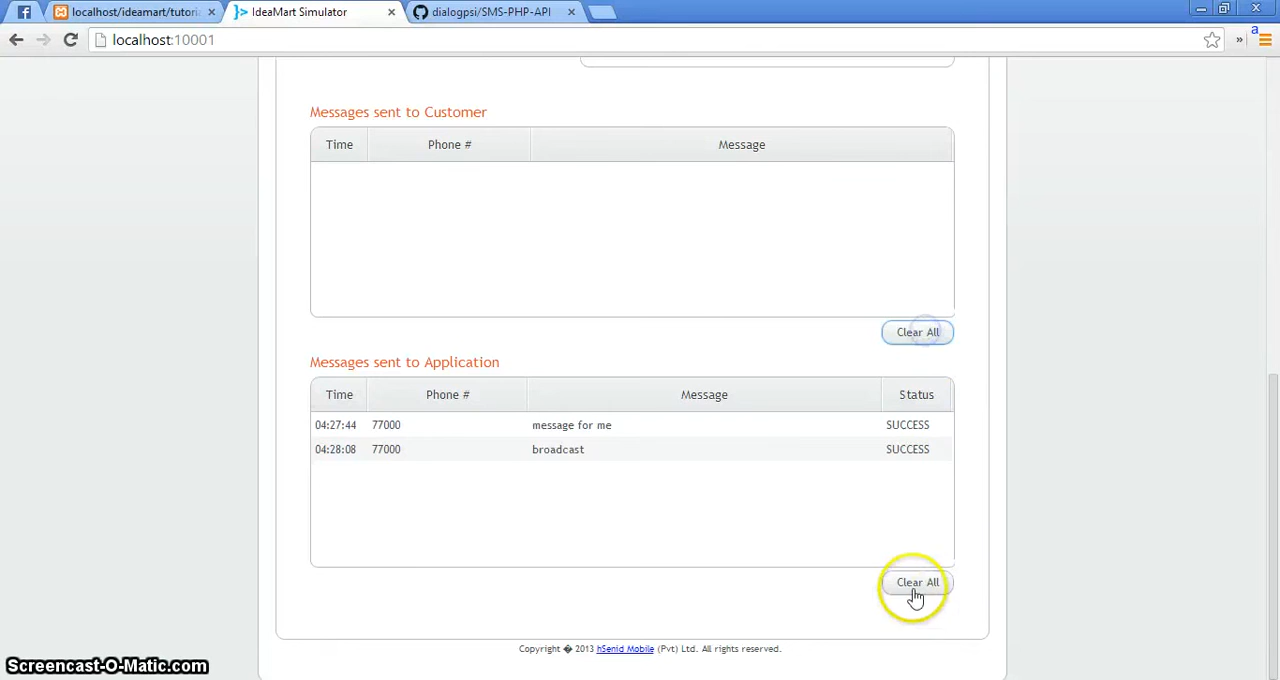 localhost/ideamart/tutori
IdeaMart Simulator
dialogpsi/SMS-PHP-API
localhost:10001
»
a
Messages sent to Customer
Time Phone # Message
Clear All
Messages sent to Application
Time Phone # Message Status
04:27:44 77000 message for me SUCCESS
04:28:08 77000 broadcast SUCCESS
Clear All
Copyright � 2013 hSenid Mobile (Pvt) Ltd. All rights reserved.
Screencast-O-Matic.com